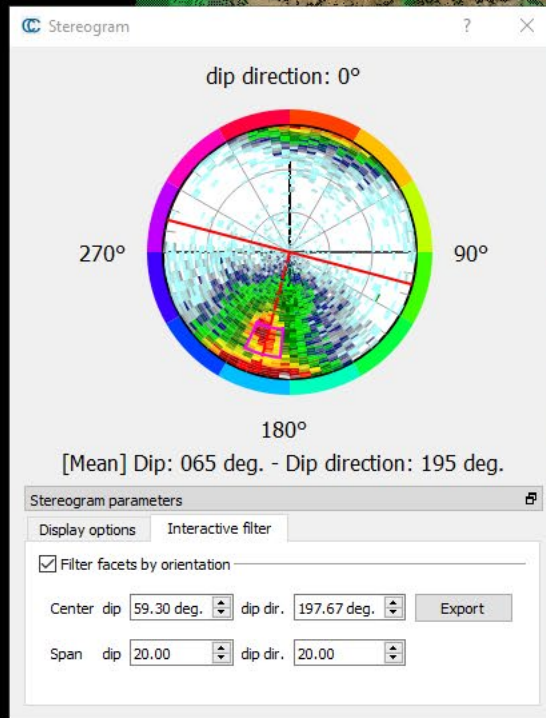 Stereogram
dip direction: 0°
270°
90°
180°
[Mean] Dip: 065 deg. - Dip direction: 195 deg.
Stereogram parameters
Display options
Interactive filter
Filter facets by orientation
Center dip 59.30 deg. dip dir. 197.67 deg. Export
Span dip 20.00 dip dir. 20.00